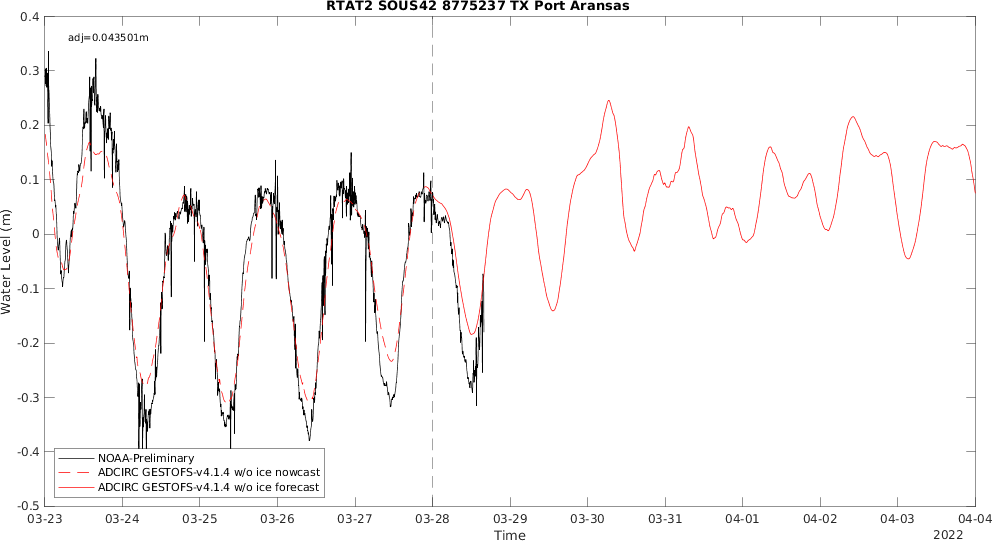 RTAT2 SOUS42 8775237 TX Port Aransas
adj=0.043501m
Water Level (m)
0.4
0.3
0.2
0.1
0
-0.1
-0.2
-0.3
-0.4
-0.5
NOAA-Preliminary
ADCIRC GESTOFS-v4.1.4 w/o ice nowcast
ADCIRC GESTOFS-v4.1.4 w/o ice forecast
03-23 03-24 03-25 03-26 03-27 03-28 03-29 03-30 03-31 04-01 04-02 04-03 04-04
Time
2022